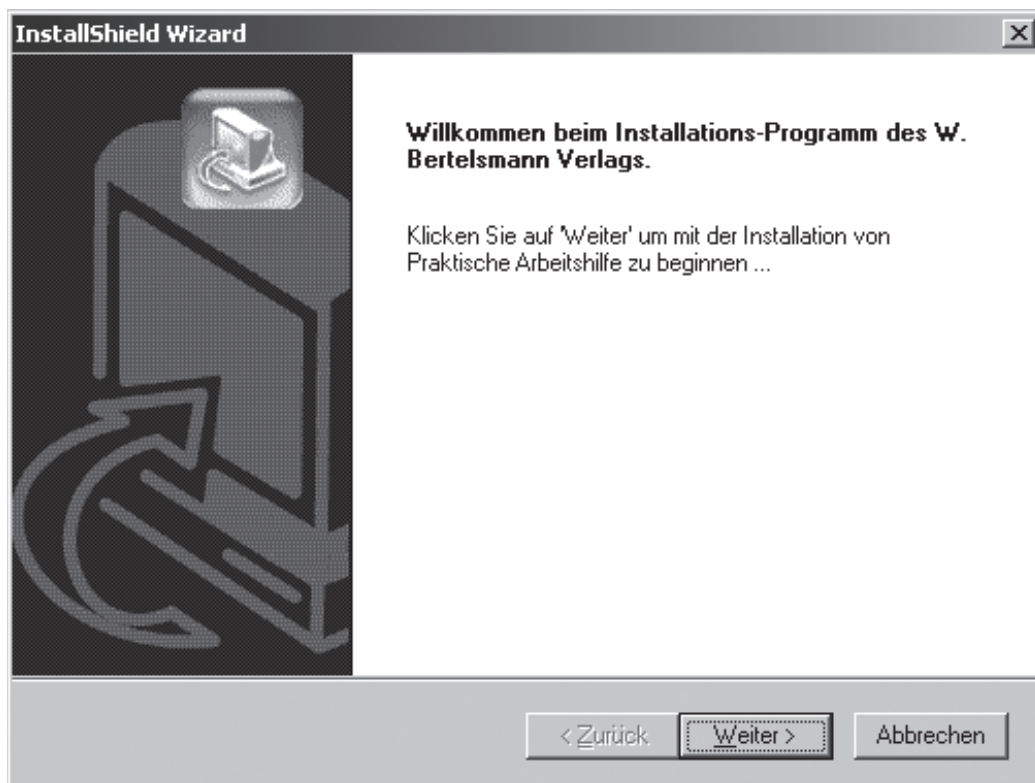 InstallShield Wizard
Willkommen beim Installations-Programm des W.
Bertelsmann Verlags.
Klicken Sie auf 'Weiter' um mit der Installation von
Praktische Arbeitshilfe zu beginnen ...
< Zurück
Weiter >
Abbrechen